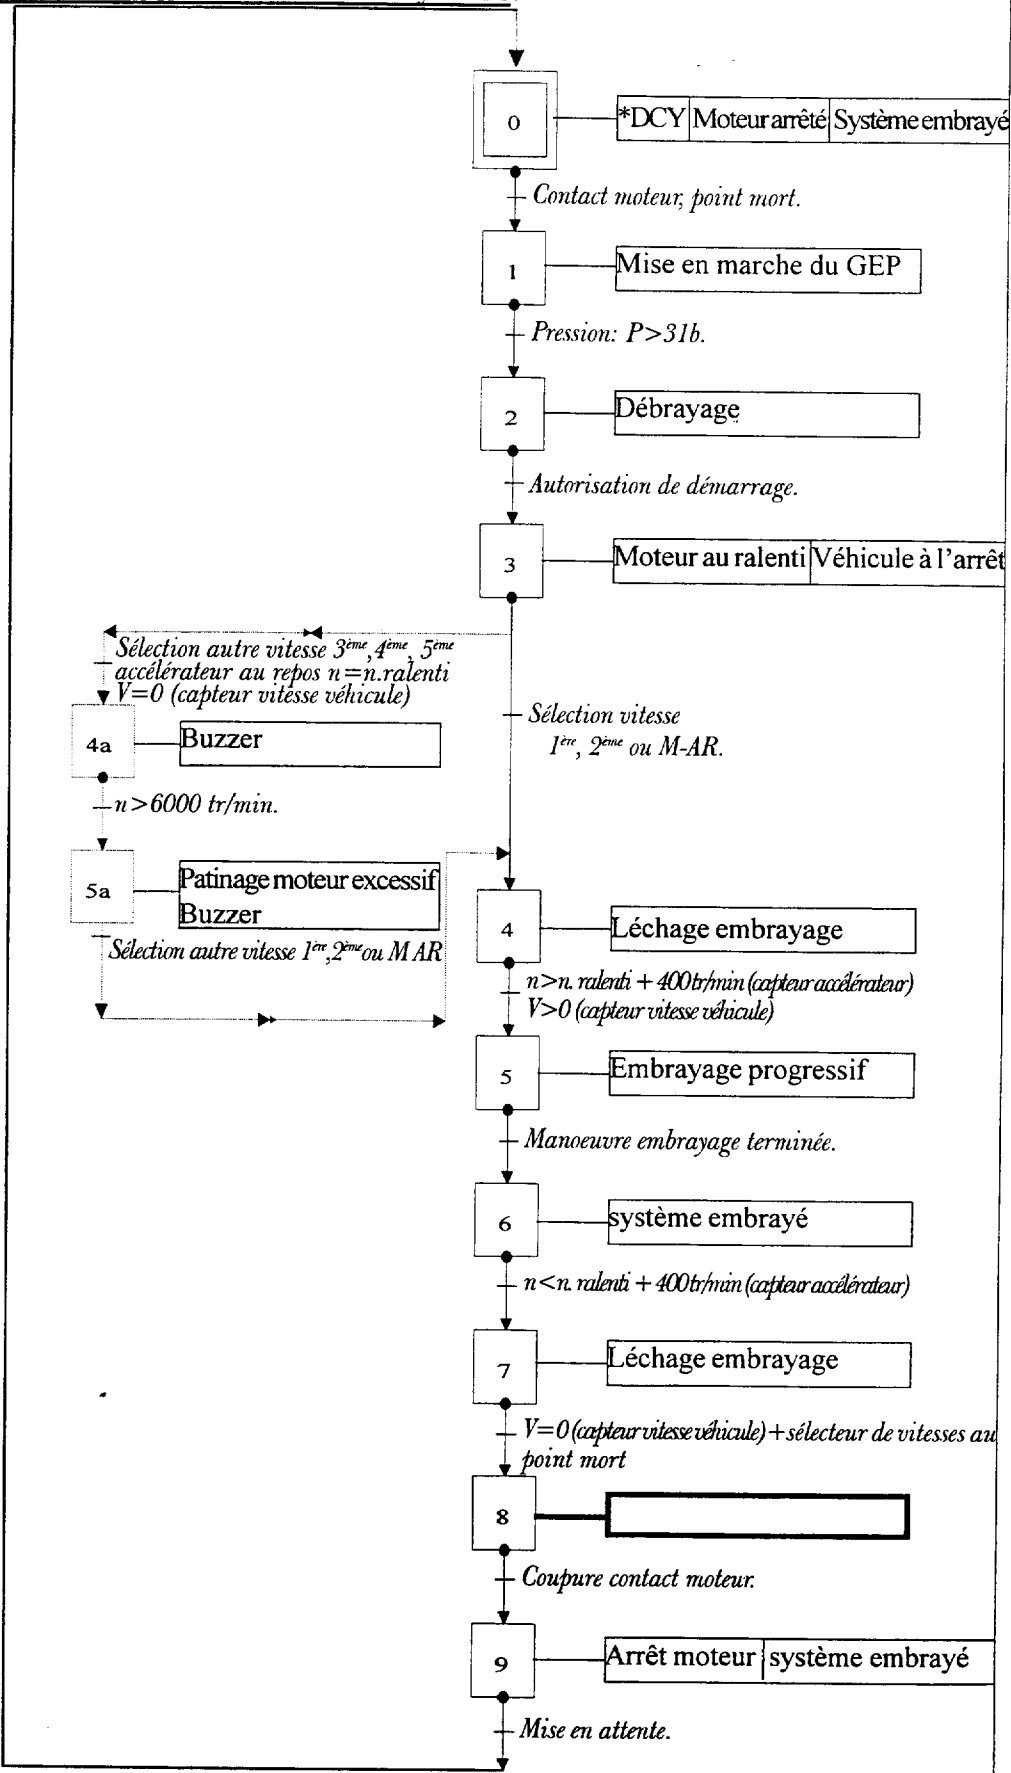 0
*DCY Moteur arrêté Système embrayé
Contact moteur, point mort.
1
Mise en marche du GEP
Pression: P>31b.
2
Débrayage
Autorisation de démarrage.
3
Moteur au ralenti Véhicule à l'arrêt
Sélection autre vitesse 3ème, 4ème, 5ème
accélérateur au repos n=n.ralenti
V=0 (capteur vitesse véhicule)
Sélection vitesse
1ère, 2ème ou M-AR.
4a
Buzzer
n>6000 tr/min.
5a
Patinage moteur excessif
Buzzer
Sélection autre vitesse 1ère,2ème ou M AR
4
Léchage embrayage
n>n. ralenti + 400tr/min (capteur accélérateur)
V>0 (capteur vitesse véhicule)
5
Embrayage progressif
Manoeuvre embrayage terminée.
6
système embrayé
n<n. ralenti + 400tr/min (capteur accélérateur)
7
Léchage embrayage
V=0 (capteur vitesse véhicule)+sélecteur de vitesses au
point mort
8
Coupure contact moteur.
9
Arrêt moteur système embrayé
Mise en attente.